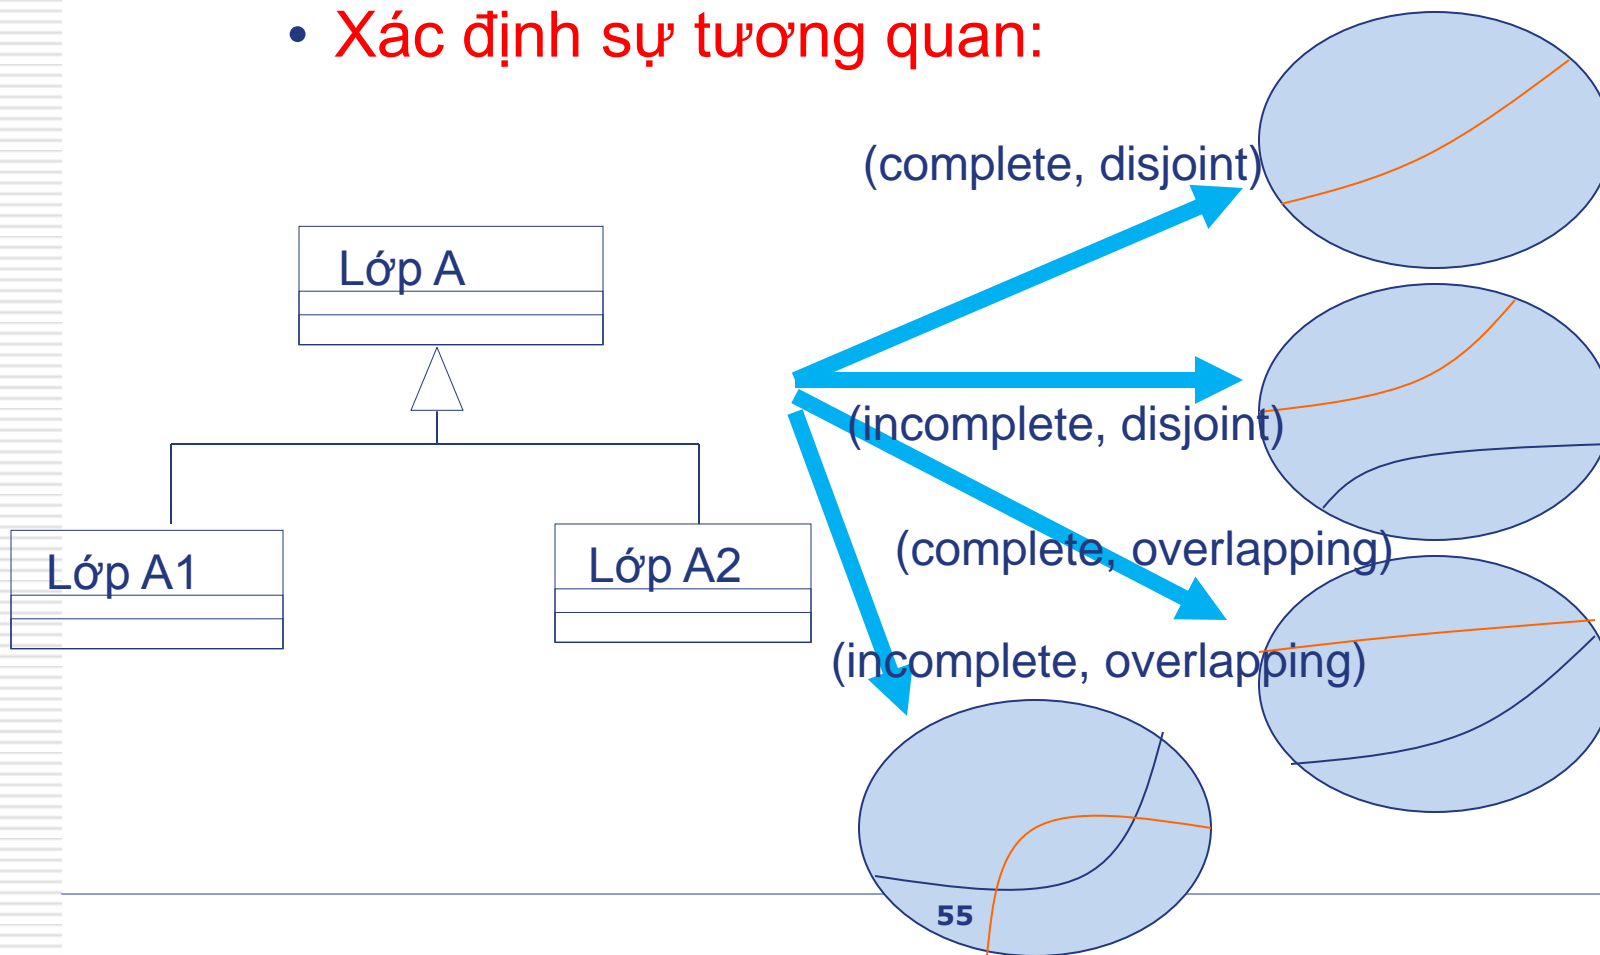 • Xác định sự tương quan:
(complete, disjoint)
Lớp A
(incomplete, disjoint)
(complete, overlapping)
Lớp A1
Lớp A2
(incomplete, overlapping)
55